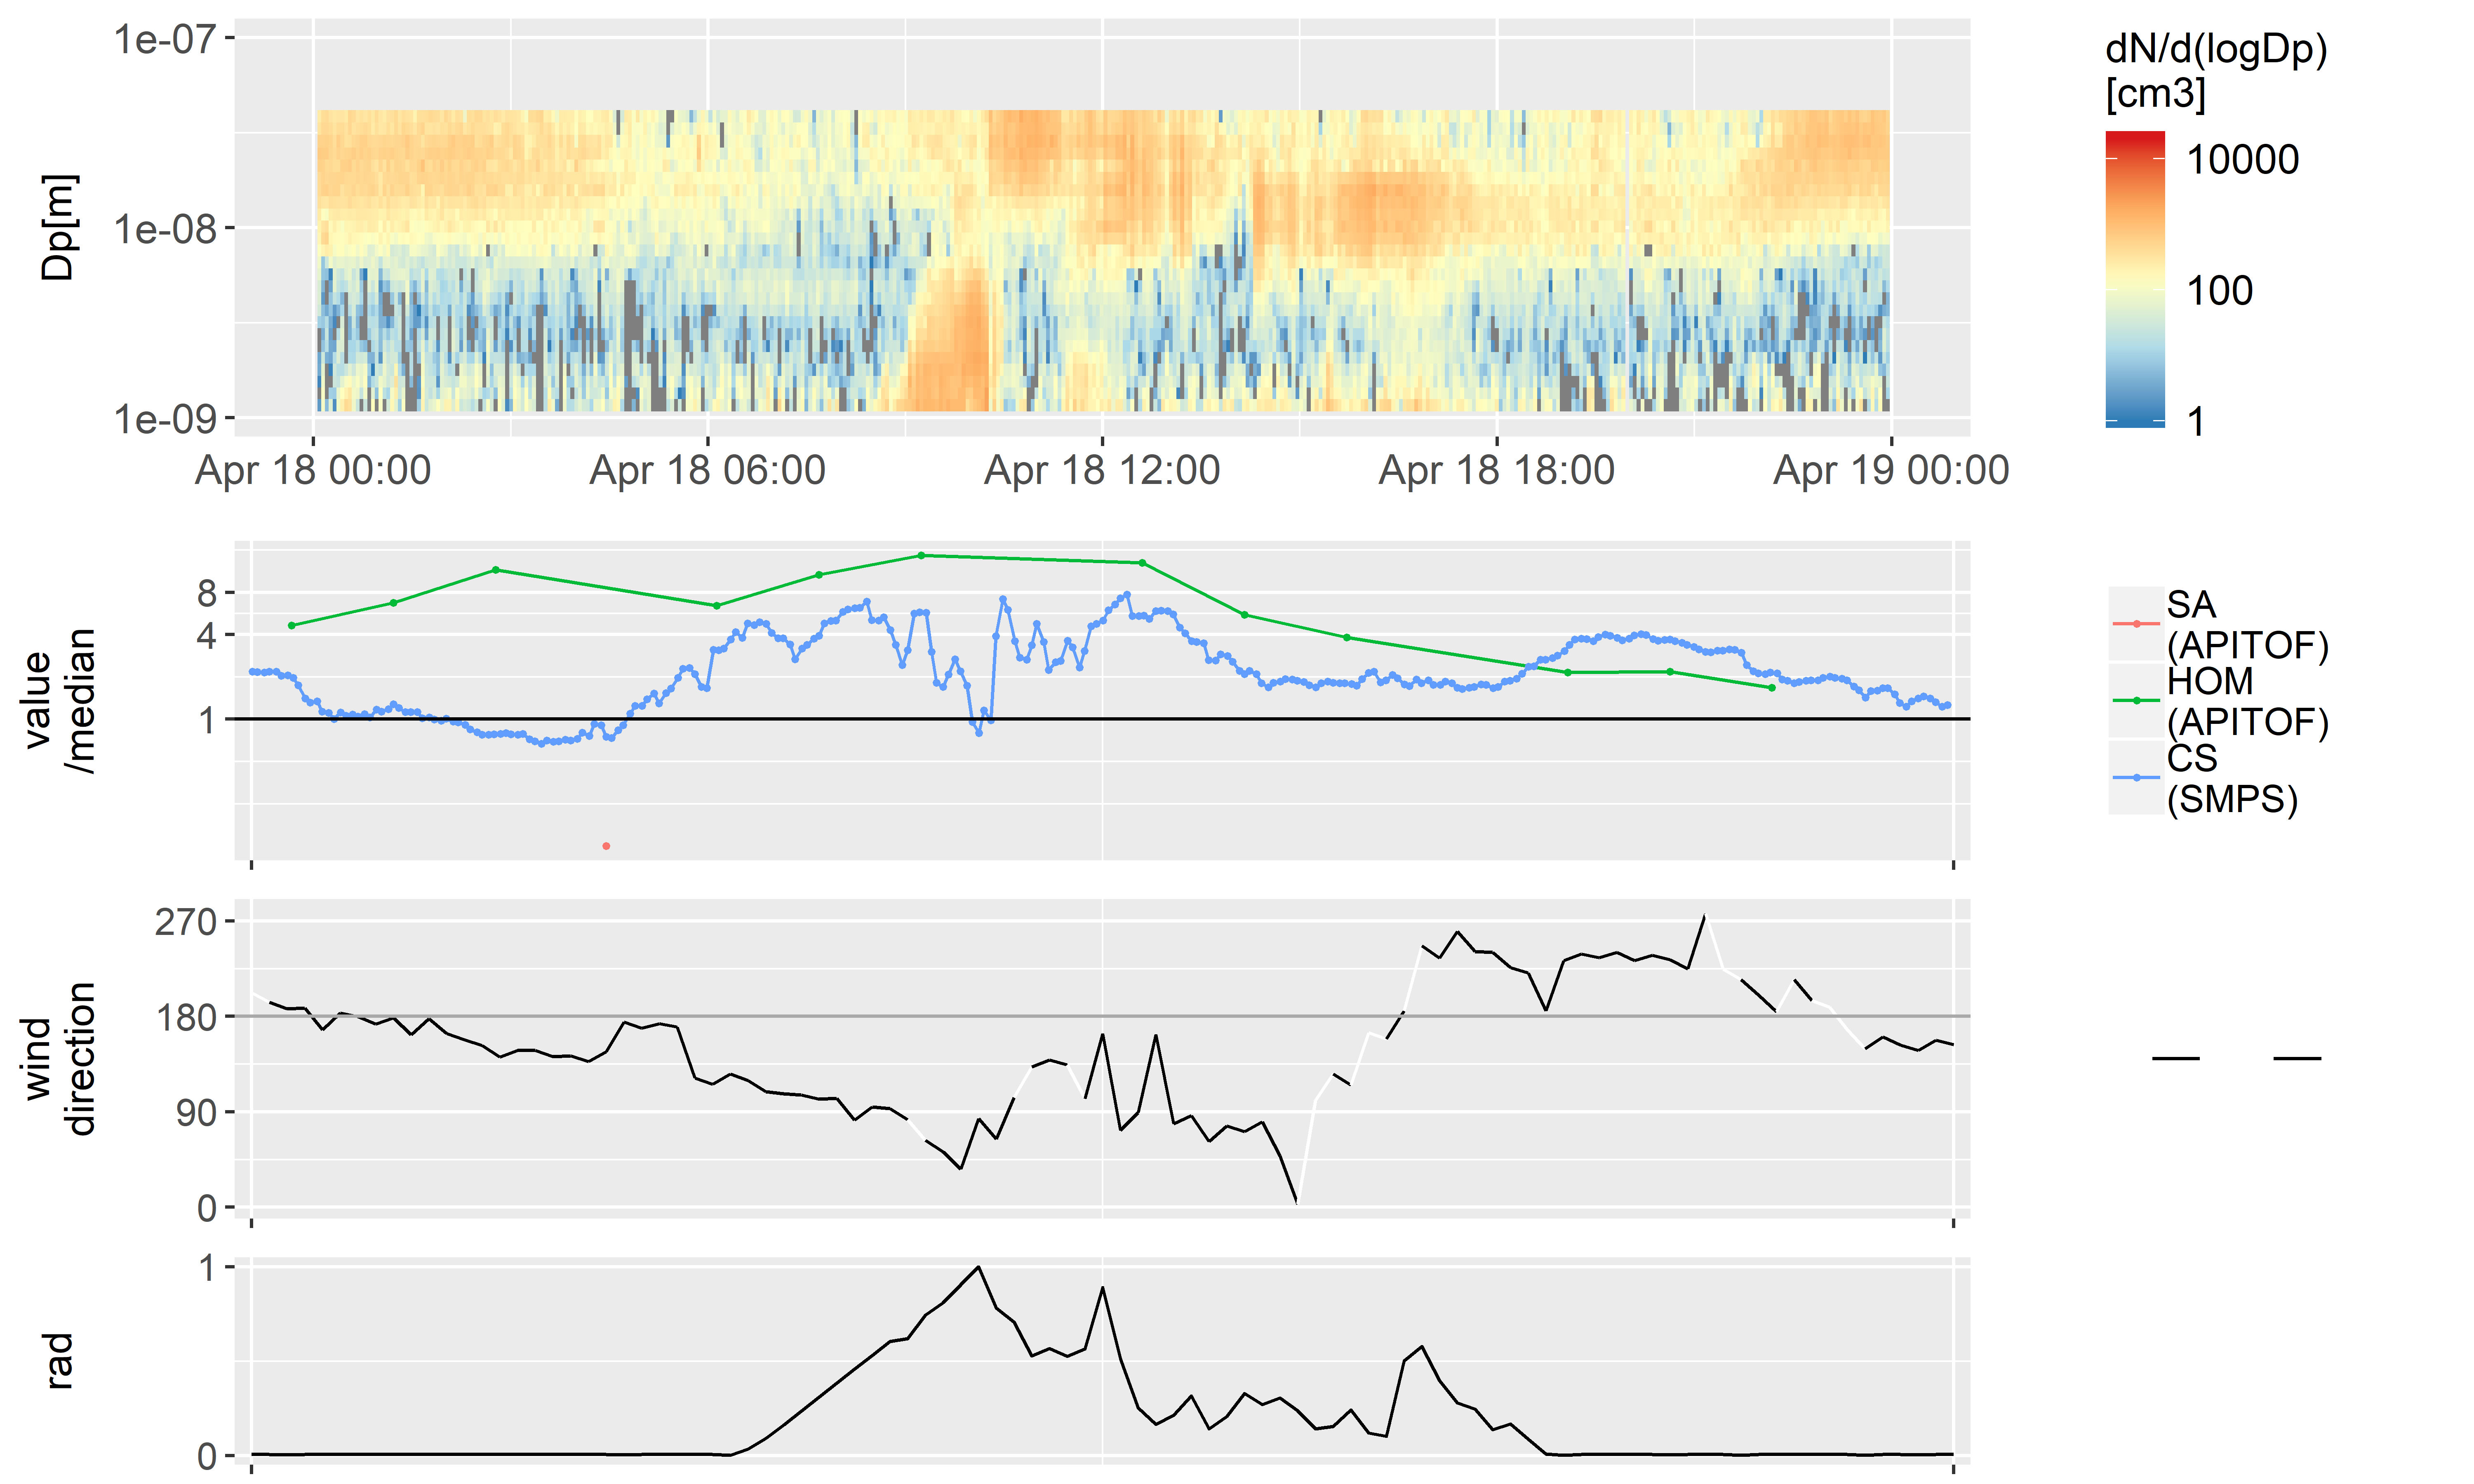 1e-07
1e-08
1e-09
Dp[m]
Apr 18 00:00
Apr 18 06:00
Apr 18 12:00
Apr 18 18:00
Apr 19 00:00
dN/d(logDp)
[cm3]
10000
100
1
8
4
1
value
/median
SA
(APITOF)
HOM
(APITOF)
CS
(SMPS)
270
180
90
0
wind
direction
1
0
rad